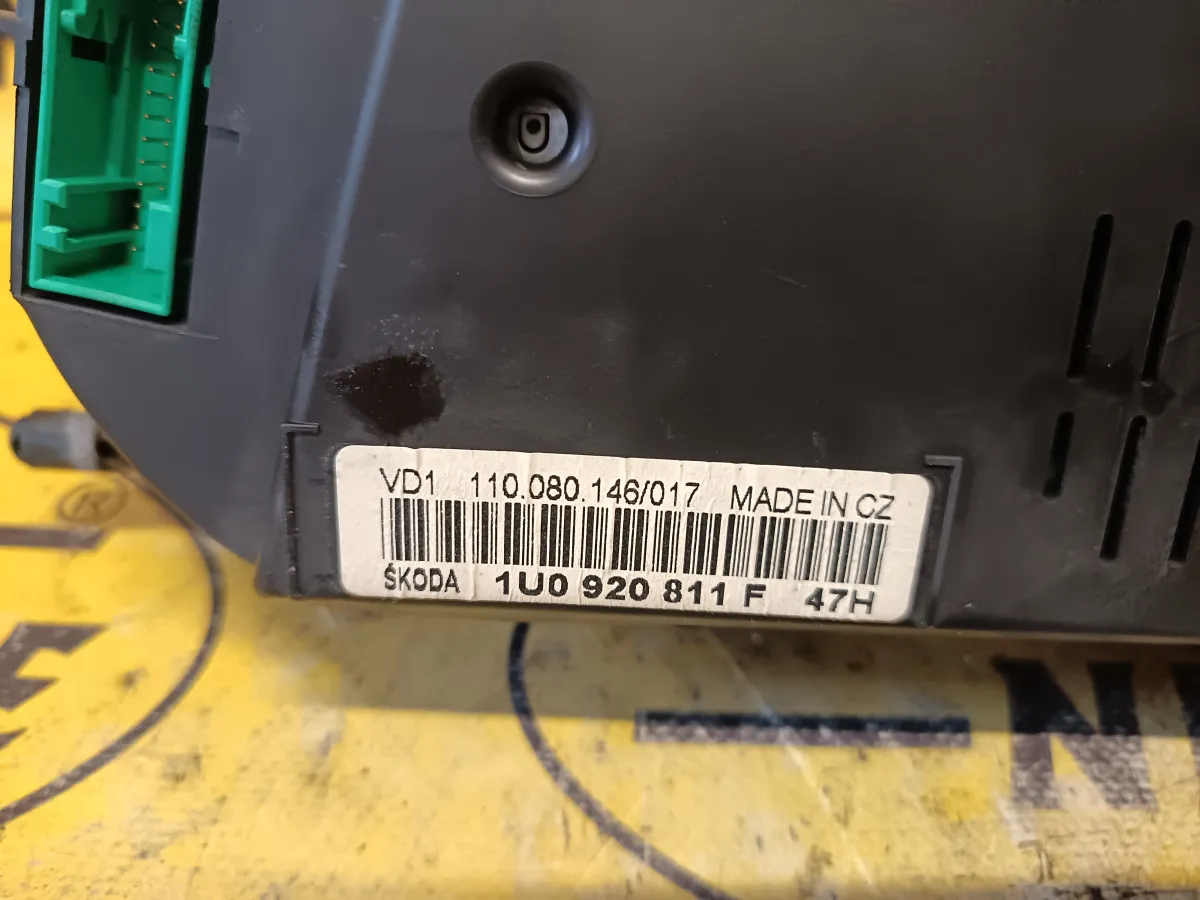 VD1 110.080.146/017 MADE IN CZ
ŠKODA 1U0 920 811 F 47H
®